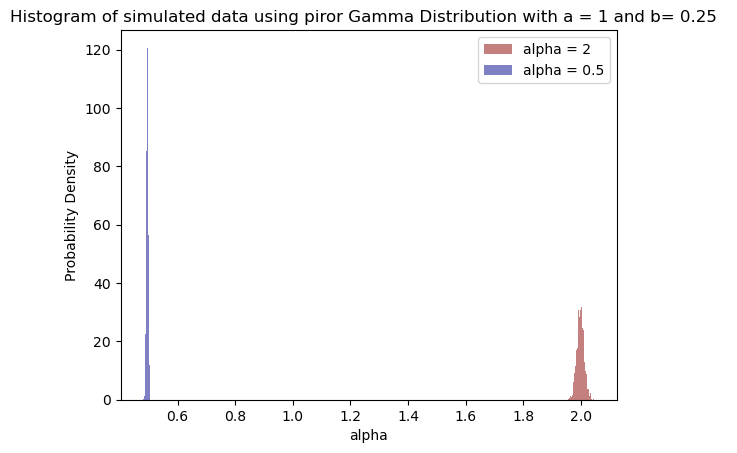 Histogram of simulated data using piror Gamma Distribution with a = 1 and b= 0.25
alpha = 2
alpha = 0.5
Probability Density
120
100
80
60
40
20
0
0.6 0.8 1.0 1.2 1.4 1.6 1.8 2.0
alpha